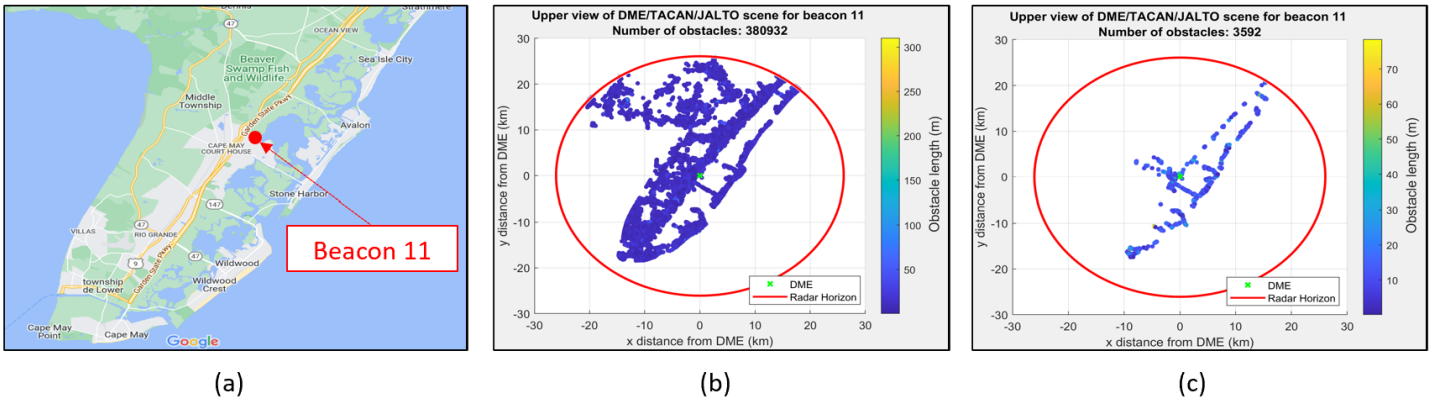 Dennis
Strathmere
47
OCEAN VIEW
Beaver
Swamp Fish
and Wildlife...
Sea Isle City
Middle
Township
Garden State Pkwy
Avalon
CAPE MAY
COURT HOUSE
Stone Harbor
147
VILLAS
47
RIO GRANDE
Garden State Pkwy
9
47
Wildwood
Wildwood
Crest
township
de Lower
Cape May
Point
Cape May
Google
Beacon 11
(a)
Upper view of DME/TACAN/JALTO scene for beacon 11
Number of obstacles: 380932
30
20
10
0
-10
-20
-30
-30
-20
-10
0
10
20
30
y distance from DME (km)
x distance from DME (km)
DME
Radar Horizon
300
250
200
150
100
50
Obstacle length (m)
(b)
Upper view of DME/TACAN/JALTO scene for beacon 11
Number of obstacles: 3592
30
20
10
0
-10
-20
-30
-30
-20
-10
0
10
20
30
y distance from DME (km)
x distance from DME (km)
DME
Radar Horizon
70
60
50
40
30
20
10
Obstacle length (m)
(c)